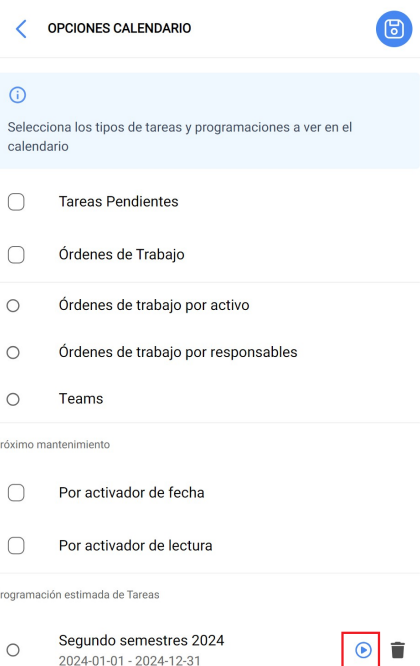 OPCIONES CALENDARIO
Selecciona los tipos de tareas y programaciones a ver en el
calendario
Tareas Pendientes
Órdenes de Trabajo
Órdenes de trabajo por activo
Órdenes de trabajo por responsables
Teams
róximo mantenimiento
Por activador de fecha
Por activador de lectura
rogramación estimada de Tareas
Segundo semestres 2024
2024-01-01 - 2024-12-31